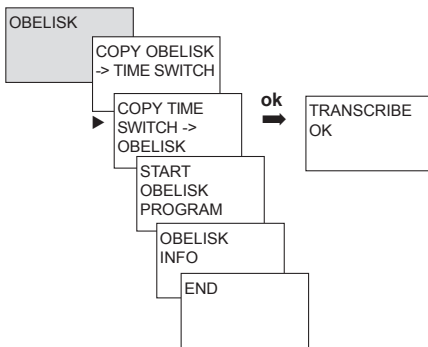 OBELISK
COPY OBELISK
-> TIME SWITCH
COPY TIME
SWITCH ->
OBELISK
ok
TRANSCRIBE
OK
START
OBELISK
PROGRAM
OBELISK
INFO
END